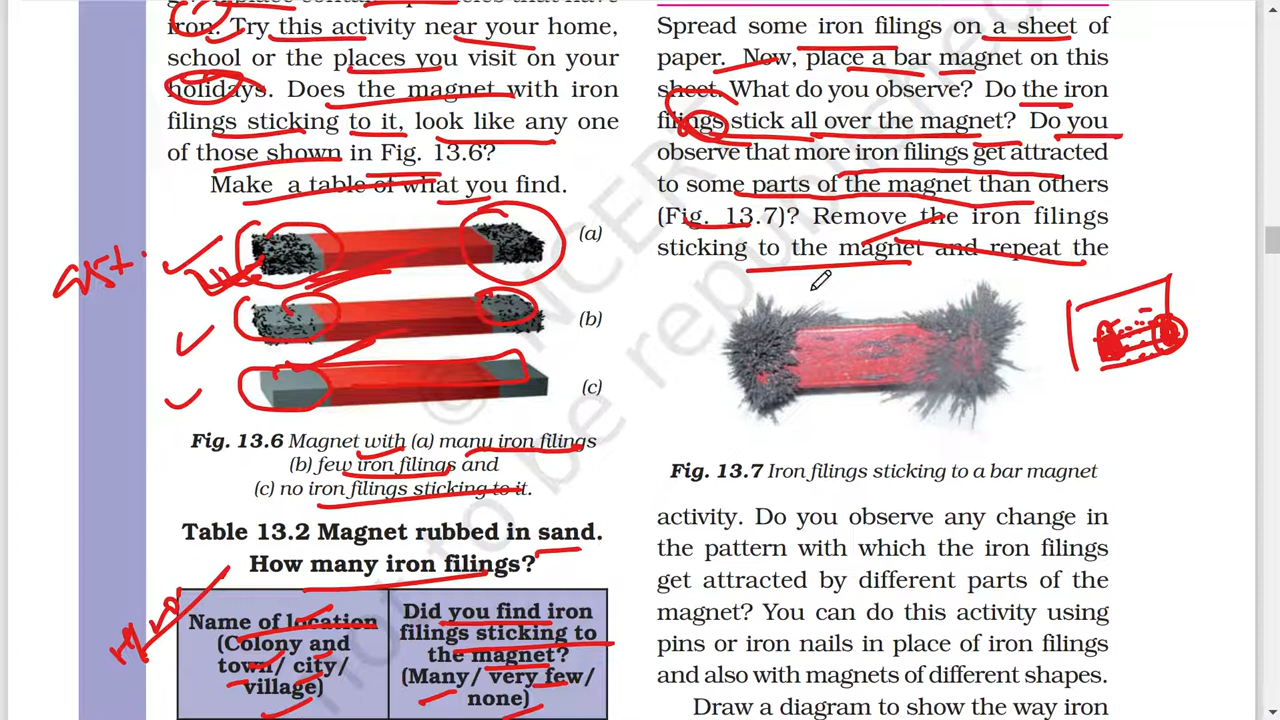 iron. Try this activity near your home,
school or the places you visit on your
holidays. Does the magnet with iron
filings sticking to it, look like any one
of those shown in Fig. 13.6?
Make a table of what you find.
(a)
(b)
(c)
Fig. 13.6 Magnet with (a) many iron filings
(b) few iron filings and
(c) no iron filings sticking to it.
Table 13.2 Magnet rubbed in sand.
How many iron filings?
Name of location
(Colony and
town/ city/
village)
Did you find iron
filings sticking to
the magnet?
(Many/ very few/
none)
Spread some iron filings on a sheet of
paper. Now, place a bar magnet on this
sheet. What do you observe? Do the iron
filings stick all over the magnet? Do you
observe that more iron filings get attracted
to some parts of the magnet than others
(Fig. 13.7)? Remove the iron filings
sticking to the magnet and repeat the
Fig. 13.7 Iron filings sticking to a bar magnet
activity. Do you observe any change in
the pattern with which the iron filings
get attracted by different parts of the
magnet? You can do this activity using
pins or iron nails in place of iron filings
and also with magnets of different shapes.
Draw a diagram to show the way iron
© NCERT
not to be republished